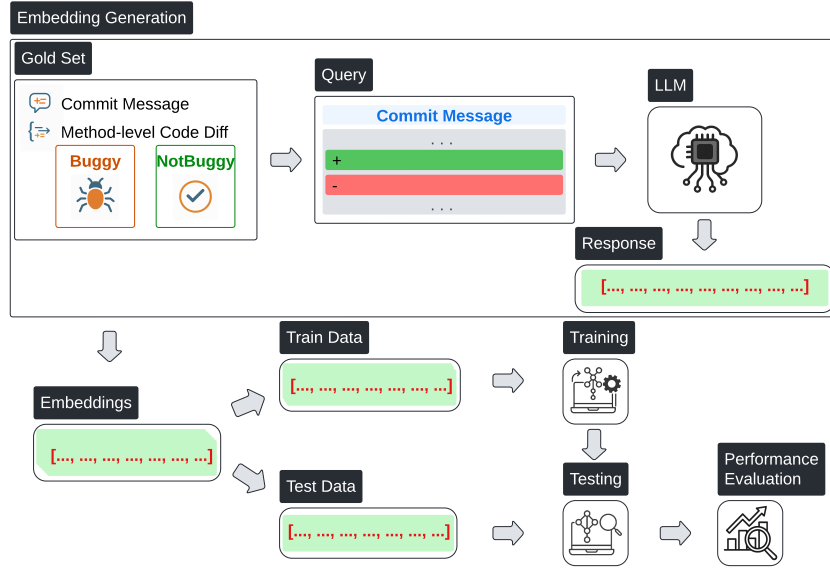 Embedding Generation
Gold Set
Commit Message
Method-level Code Diff
Buggy
NotBuggy
Query
Commit Message
. . .
+
-
. . .
LLM
Response
[..., ..., ..., ..., ..., ..., ..., ..., ...]
Embeddings
[..., ..., ..., ..., ..., ..., ...]
Train Data
[..., ..., ..., ..., ..., ..., ...]
Training
Test Data
[..., ..., ..., ..., ..., ..., ...]
Testing
Performance
Evaluation